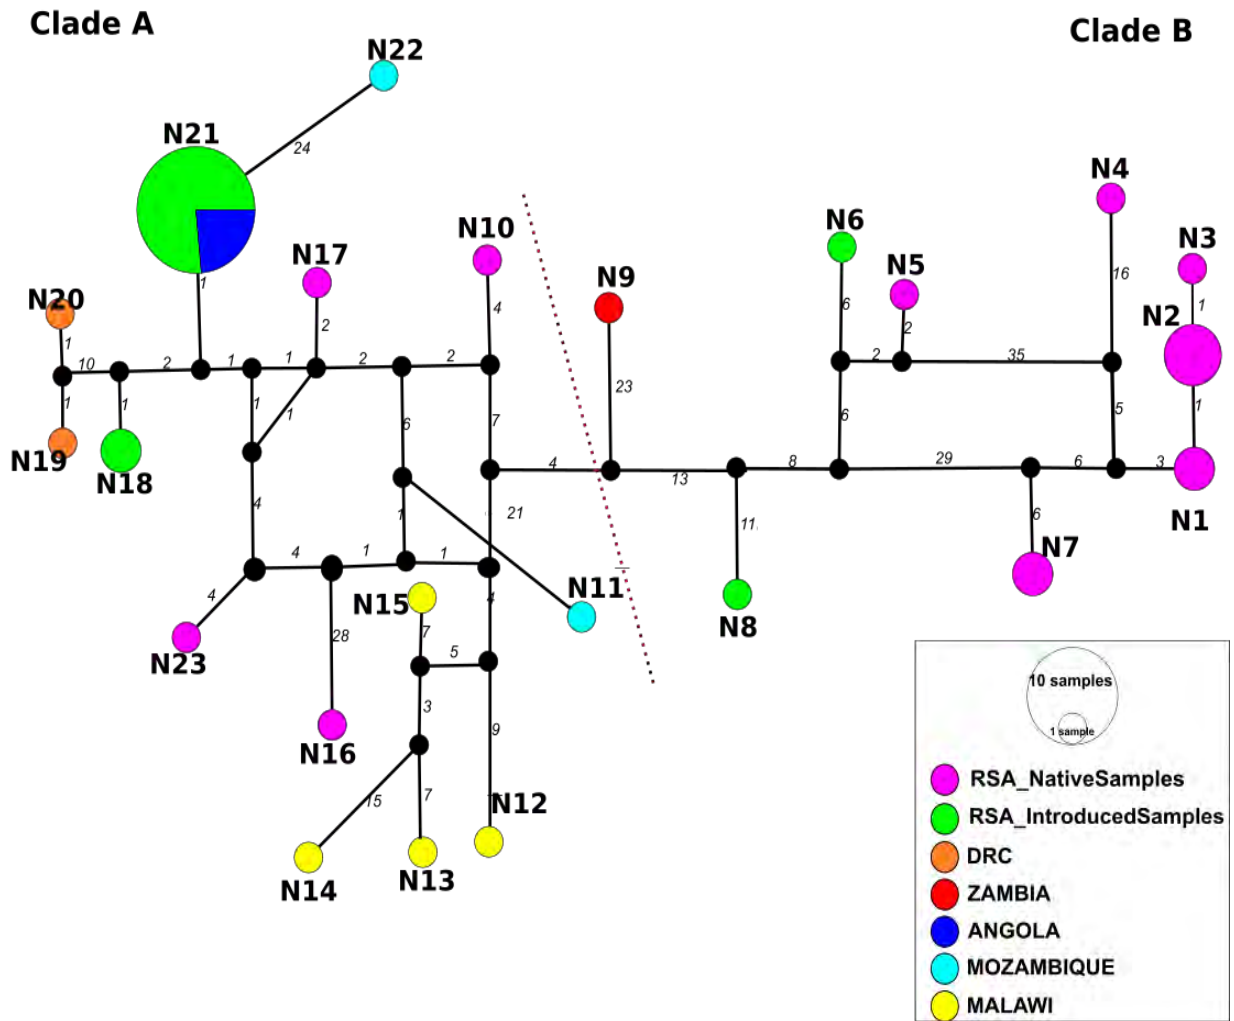 Clade A
Clade B
N22
N21
24
N4
N6
N10
N3
N17
N5
N9
16
1
N20
6
1
4
N2
2
2
1
10
2
1
1
2
2
2
35
23
1
1
1
1
6
7
6
5
1
N19
N18
4
13
8
29
6
3
N1
4
21
11
6
4
1
1
1
N7
4
N15
N11
4
N8
N23
28
7
5
3
9
N16
15
7
N12
N14
N13
10 samples
1 sample
RSA_NativeSamples
RSA_IntroducedSamples
DRC
ZAMBIA
ANGOLA
MOZAMBIQUE
MALAWI